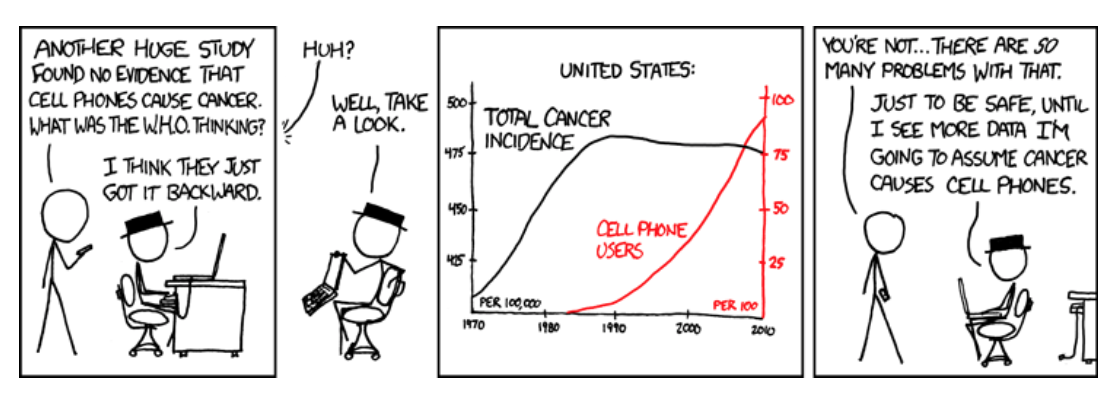 ANOTHER HUGE STUDY
FOUND NO EVIDENCE THAT
CELL PHONES CAUSE CANCER.
WHAT WAS THE W.H.O. THINKING?
I THINK THEY JUST
GOT IT BACKWARD.
HUH?
WELL, TAKE
A LOOK.
UNITED STATES:
500
475
450
425
TOTAL CANCER
INCIDENCE
CELL PHONE
USERS
100
75
50
25
PER 100,000
PER 100
1970
1980
1990
2000
2010
YOU'RE NOT... THERE ARE SO
MANY PROBLEMS WITH THAT.
JUST TO BE SAFE, UNTIL
I SEE MORE DATA I'M
GOING TO ASSUME CANCER
CAUSES CELL PHONES.